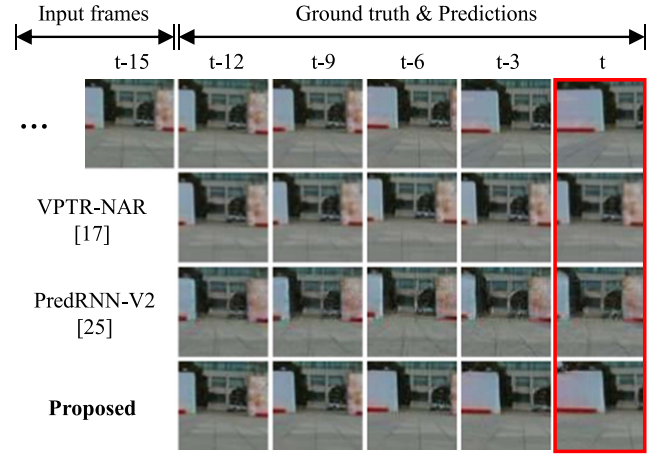 Input frames
Ground truth & Predictions
t-15
t-12
t-9
t-6
t-3
t
...
VPTR-NAR
[17]
PredRNN-V2
[25]
Proposed